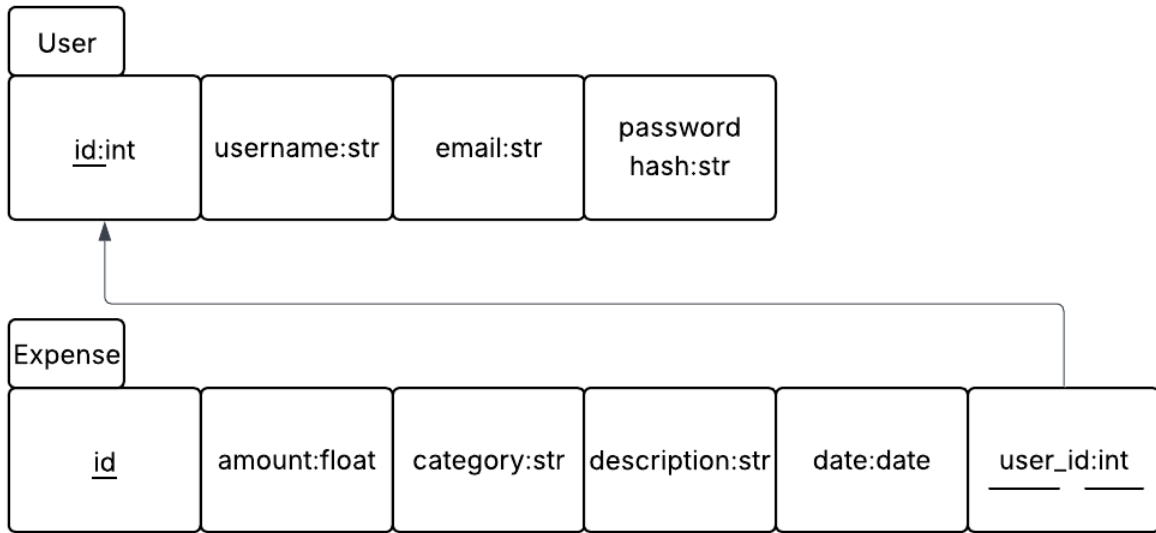 User
id:int
username:str
email:str
password
hash:str
Expense
id
amount:float
category:str
description:str
date:date
user_id:int